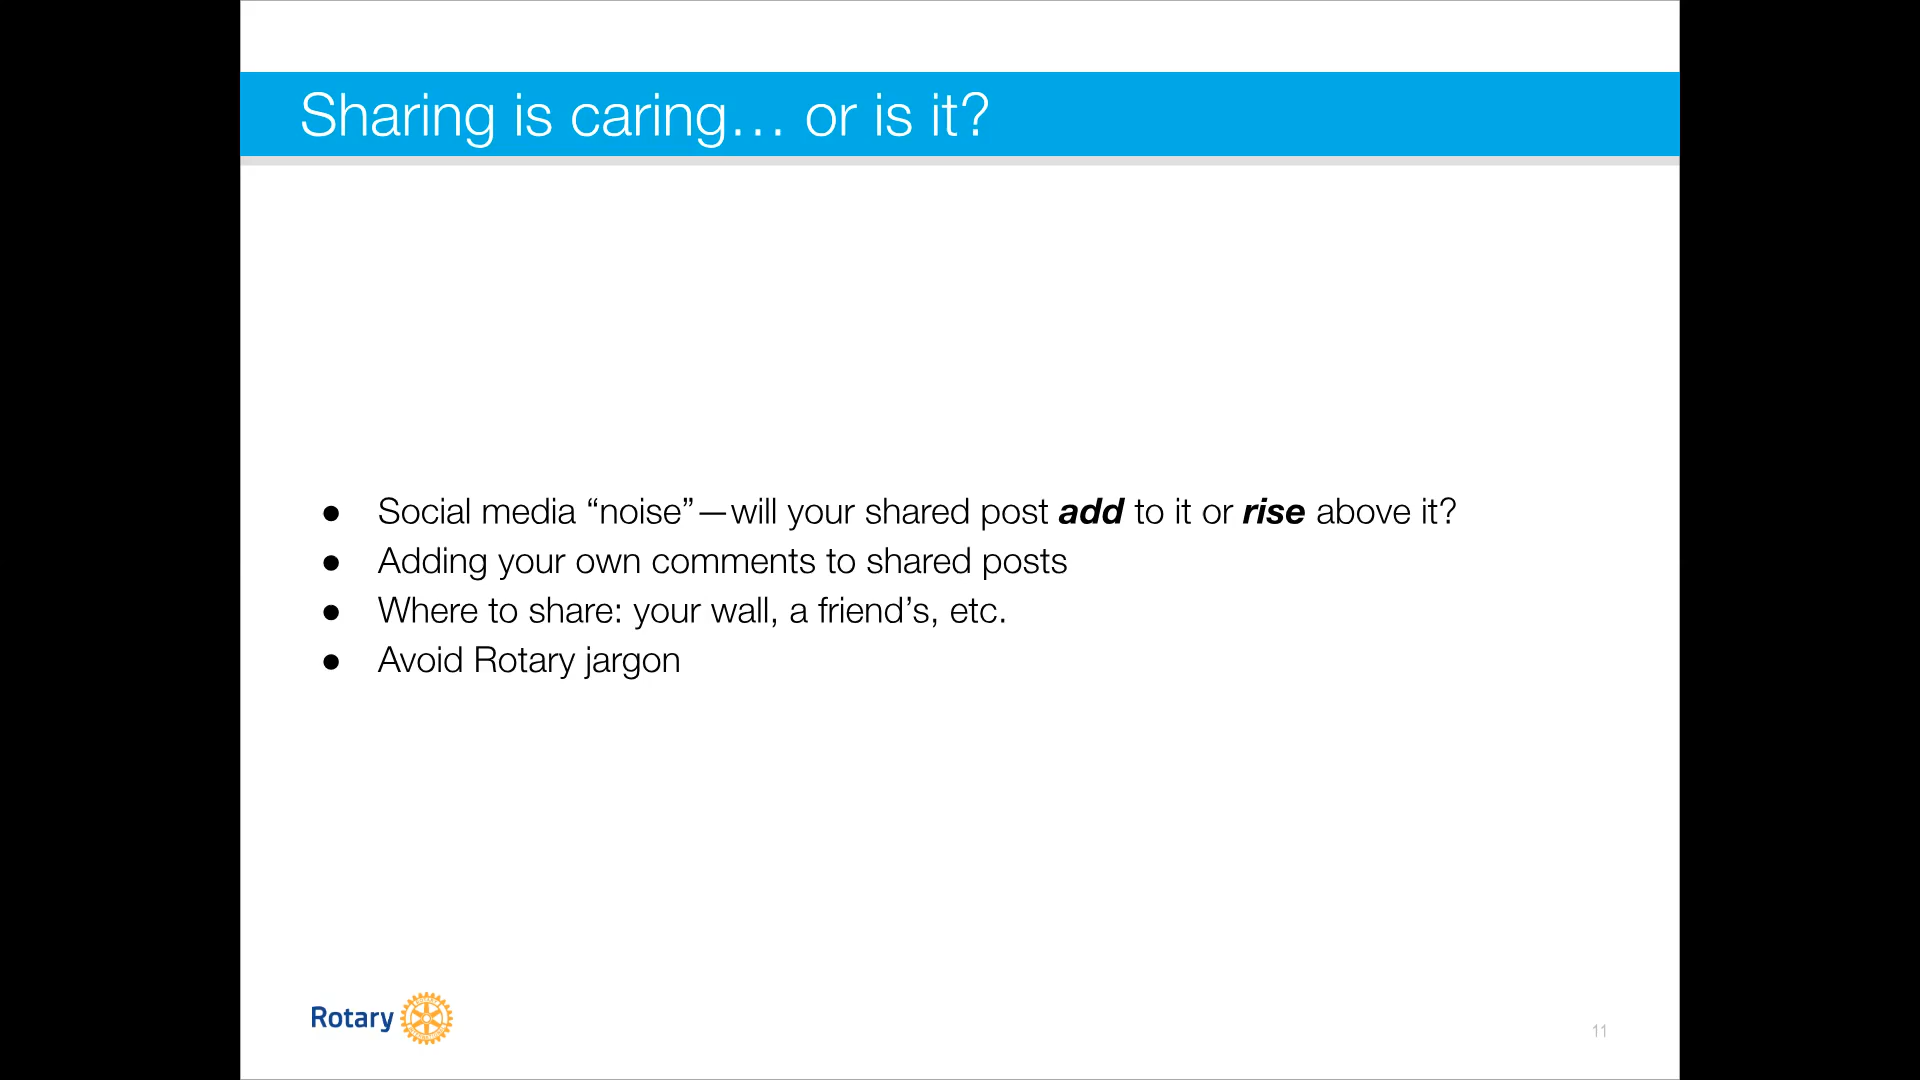 Sharing is caring… or is it?
● Social media “noise”—will your shared post add to it or rise above it?
● Adding your own comments to shared posts
● Where to share: your wall, a friend’s, etc.
● Avoid Rotary jargon
Rotary
11